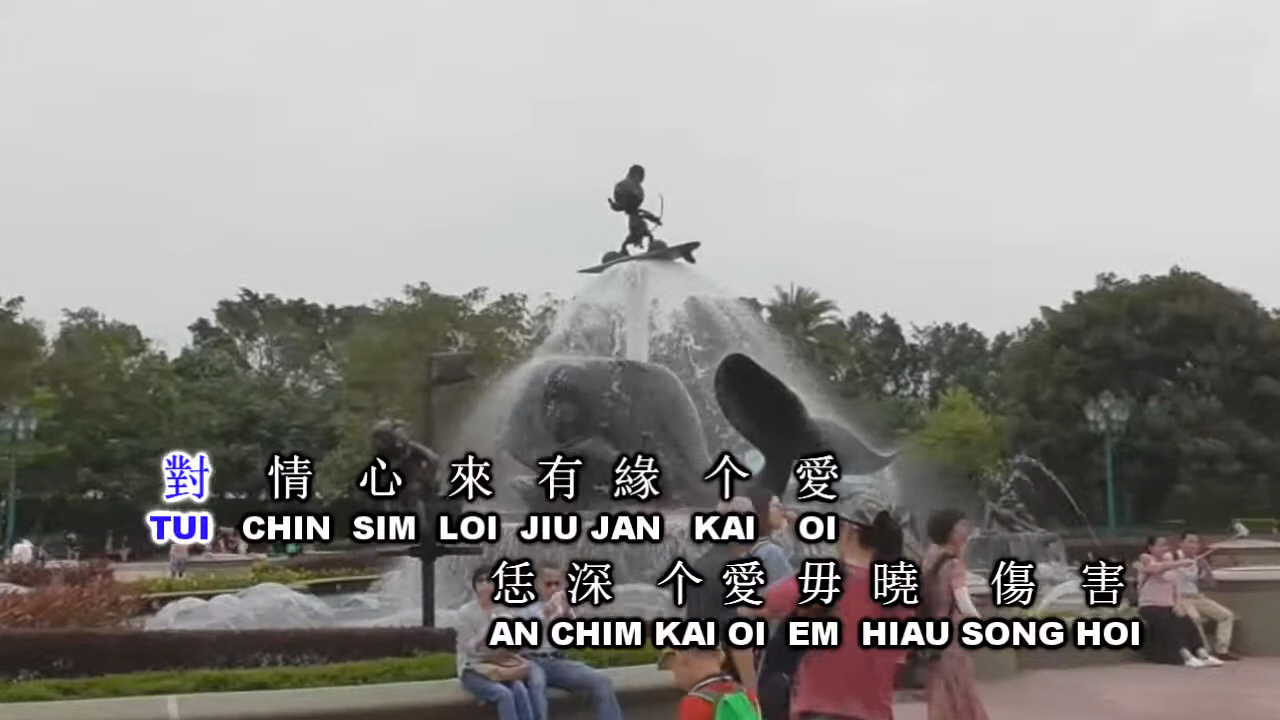 對 情 心 來 有 緣 个 愛
TUI CHIN SIM LOI JIU JAN KAI OI
恁 深 个 愛 毋 曉 傷 害
AN CHIM KAI OI EM HIAU SONG HOI